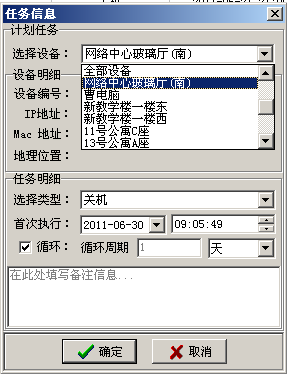 任务信息
计划任务
选择设备: 网络中心玻璃厅(南)
全部设备
网络中心玻璃厅(南)
曹电脑
新教学楼一楼东
新教学楼一楼西
11号公寓C座
13号公寓A座
设备明细
设备编号:
IP地址:
Mac 地址:
地理位置:
任务明细
选择类型: 关机
首次执行: 2011-06-30 09:05:49
循环: 循环周期 1 天
在此处填写备注信息...
确定 取消